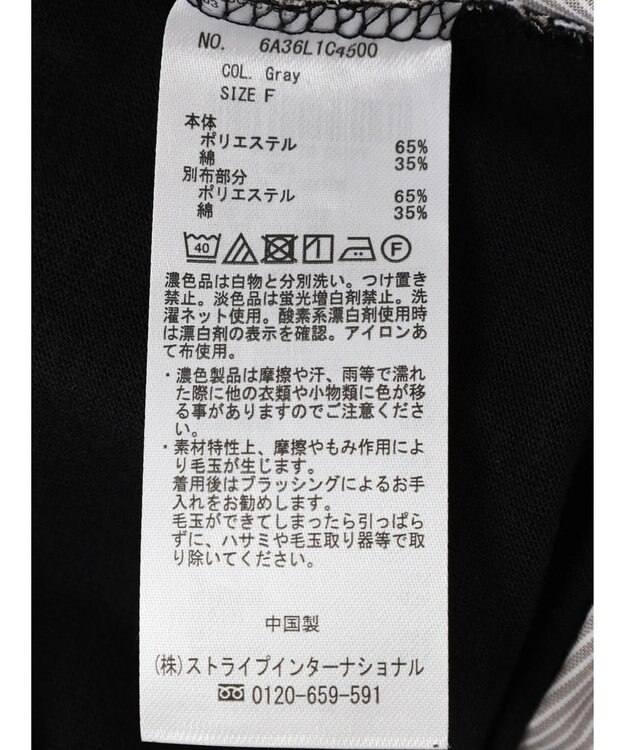 NO. 6A36L1C4500
COL. Gray
SIZE F
本体
ポリエステル 65%
綿 35%
別布部分
ポリエステル 65%
綿 35%
40 F
濃色品は白物と分別洗い。つけ置き
禁止。淡色品は蛍光増白剤禁止。洗
濯ネット使用。酸素系漂白剤使用時
は漂白剤の表示を確認。アイロンあ
て布使用。
・濃色製品は摩擦や汗、雨等で濡れ
た際に他の衣類や小物類に色が移
る事がありますのでご注意くださ
い。
・素材特性上、摩擦やもみ作用によ
り毛玉が生じます。
着用後はブラッシングによるお手
入れをお勧めします。
毛玉ができてしまったら引っぱら
ずに、ハサミや毛玉取り器等で取
り除いてください。
中国製
(株)ストライプインターナショナル
0120-659-591